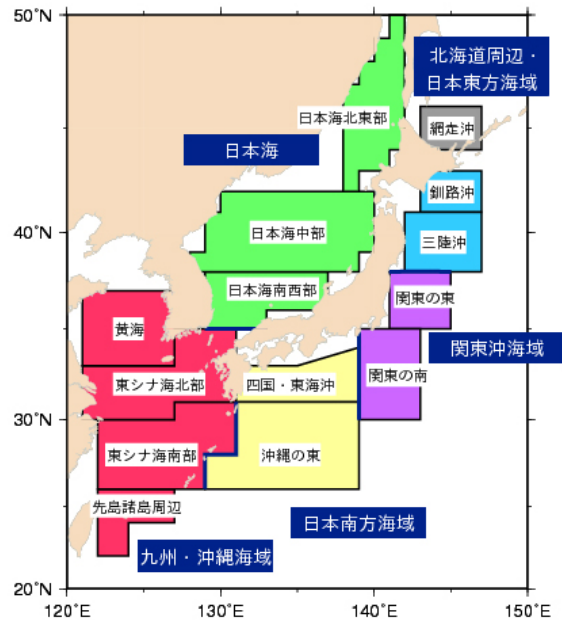 50˚N
北海道周辺・
日本東方海域
日本海北東部
網走沖
日本海
釧路沖
40˚N
日本海中部
三陸沖
日本海南西部
関東の東
黄海
関東沖海域
東シナ海北部
四国・東海沖
関東の南
30˚N
東シナ海南部
沖縄の東
先島諸島周辺
日本南方海域
九州・沖縄海域
20˚N
120˚E
130˚E
140˚E
150˚E